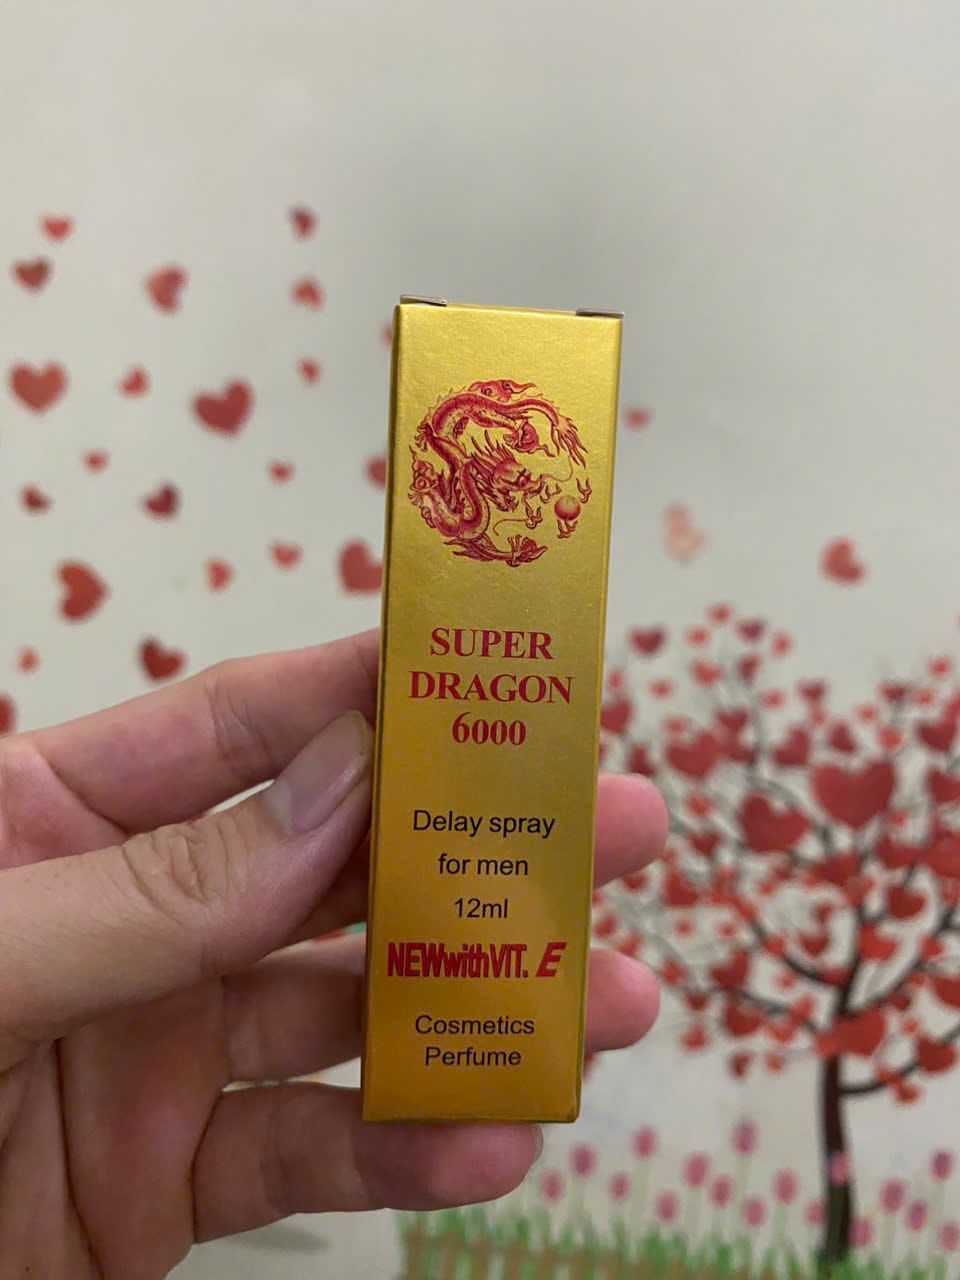 SUPER
DRAGON
6000
Delay spray
for men
12ml
NEWwithVIT. E
Cosmetics
Perfume